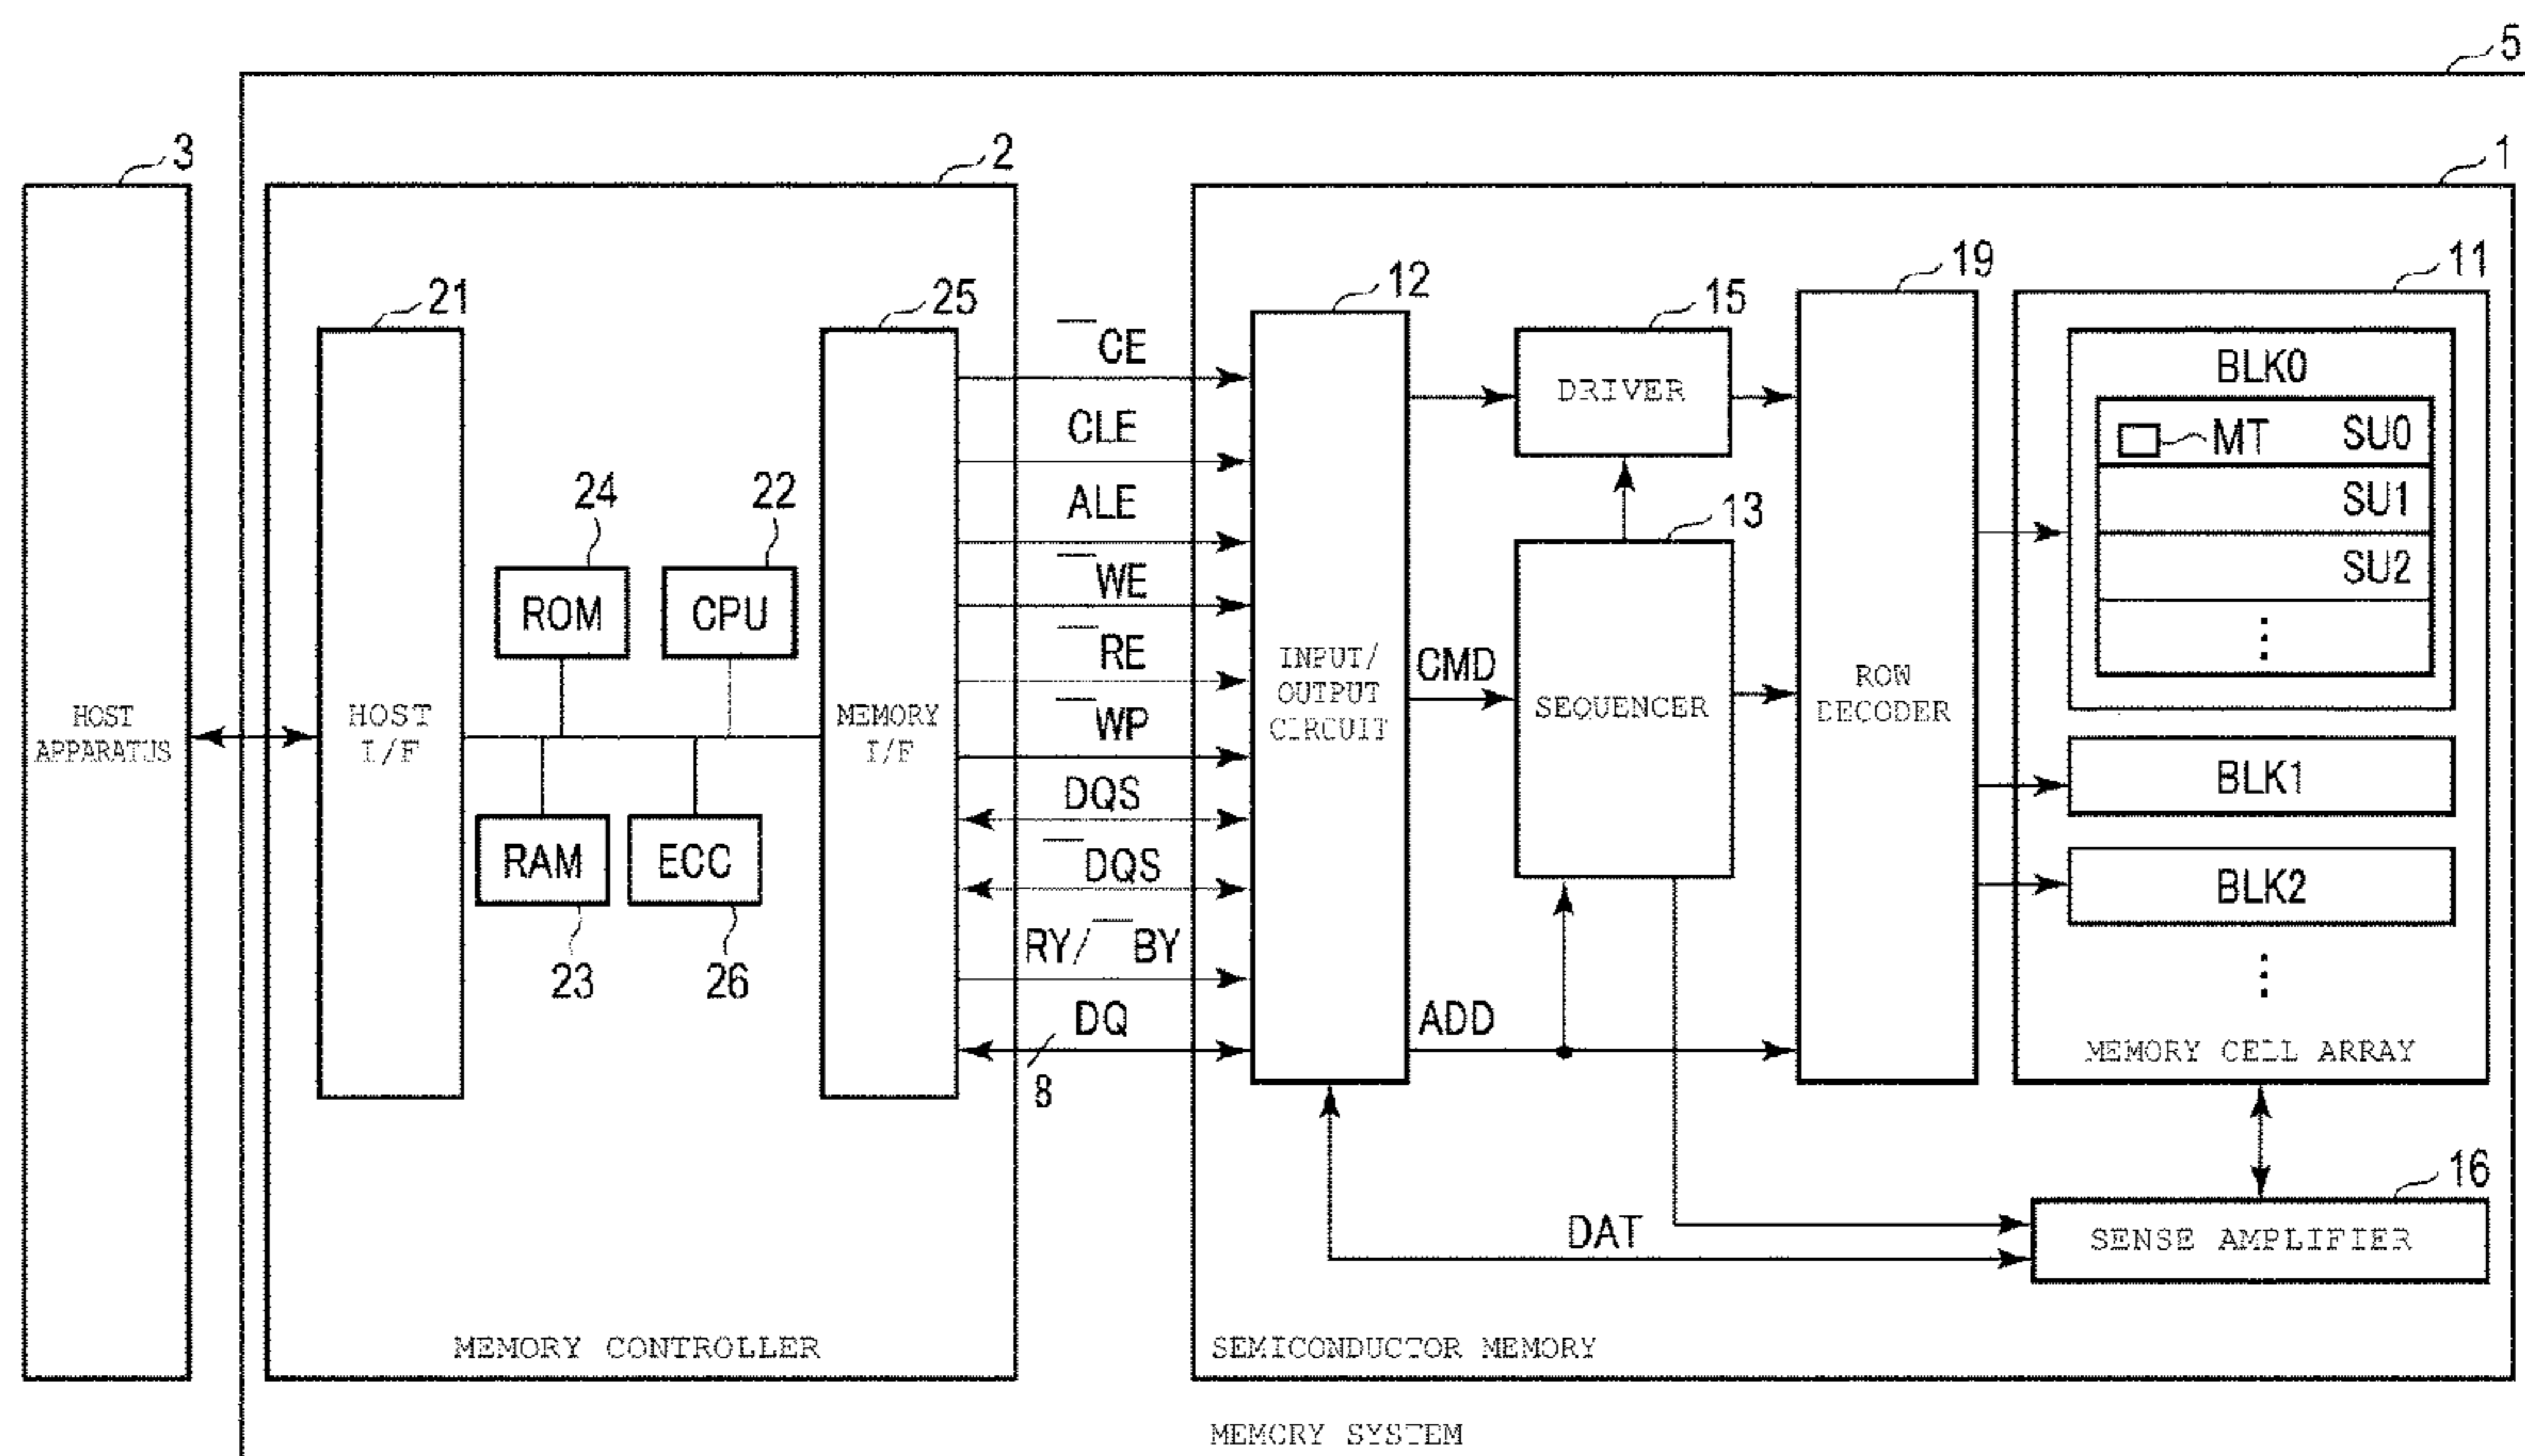 5
3
2
1
21
25
12
15
19
11
24
22
13
HOST
APPARATUS
HOST
I/F
ROM
CPU
RAM
ECC
23
26
MEMORY
I/F
CE
CLE
ALE
WE
RE
WP
DQS
DQS
RY/BY
DQ
8
INPUT/
OUTPUT
CIRCUIT
CMD
ADD
DAT
DRIVER
SEQUENCER
ROW
DECODER
BLK0
MT SU0
SU1
SU2
BLK1
BLK2
MEMORY CELL ARRAY
16
SENSE AMPLIFIER
MEMORY CONTROLLER
SEMICONDUCTOR MEMORY
MEMORY SYSTEM